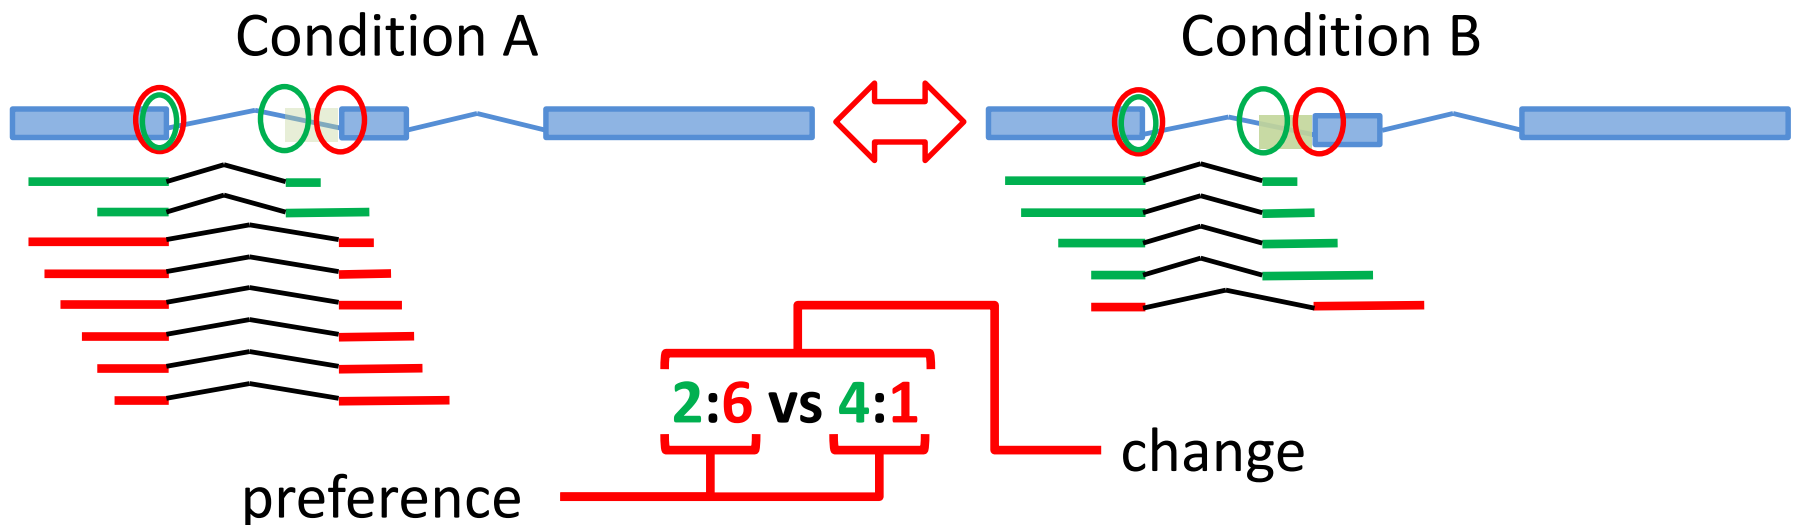 Condition A
Condition B
2:6 vs 4:1
change
preference